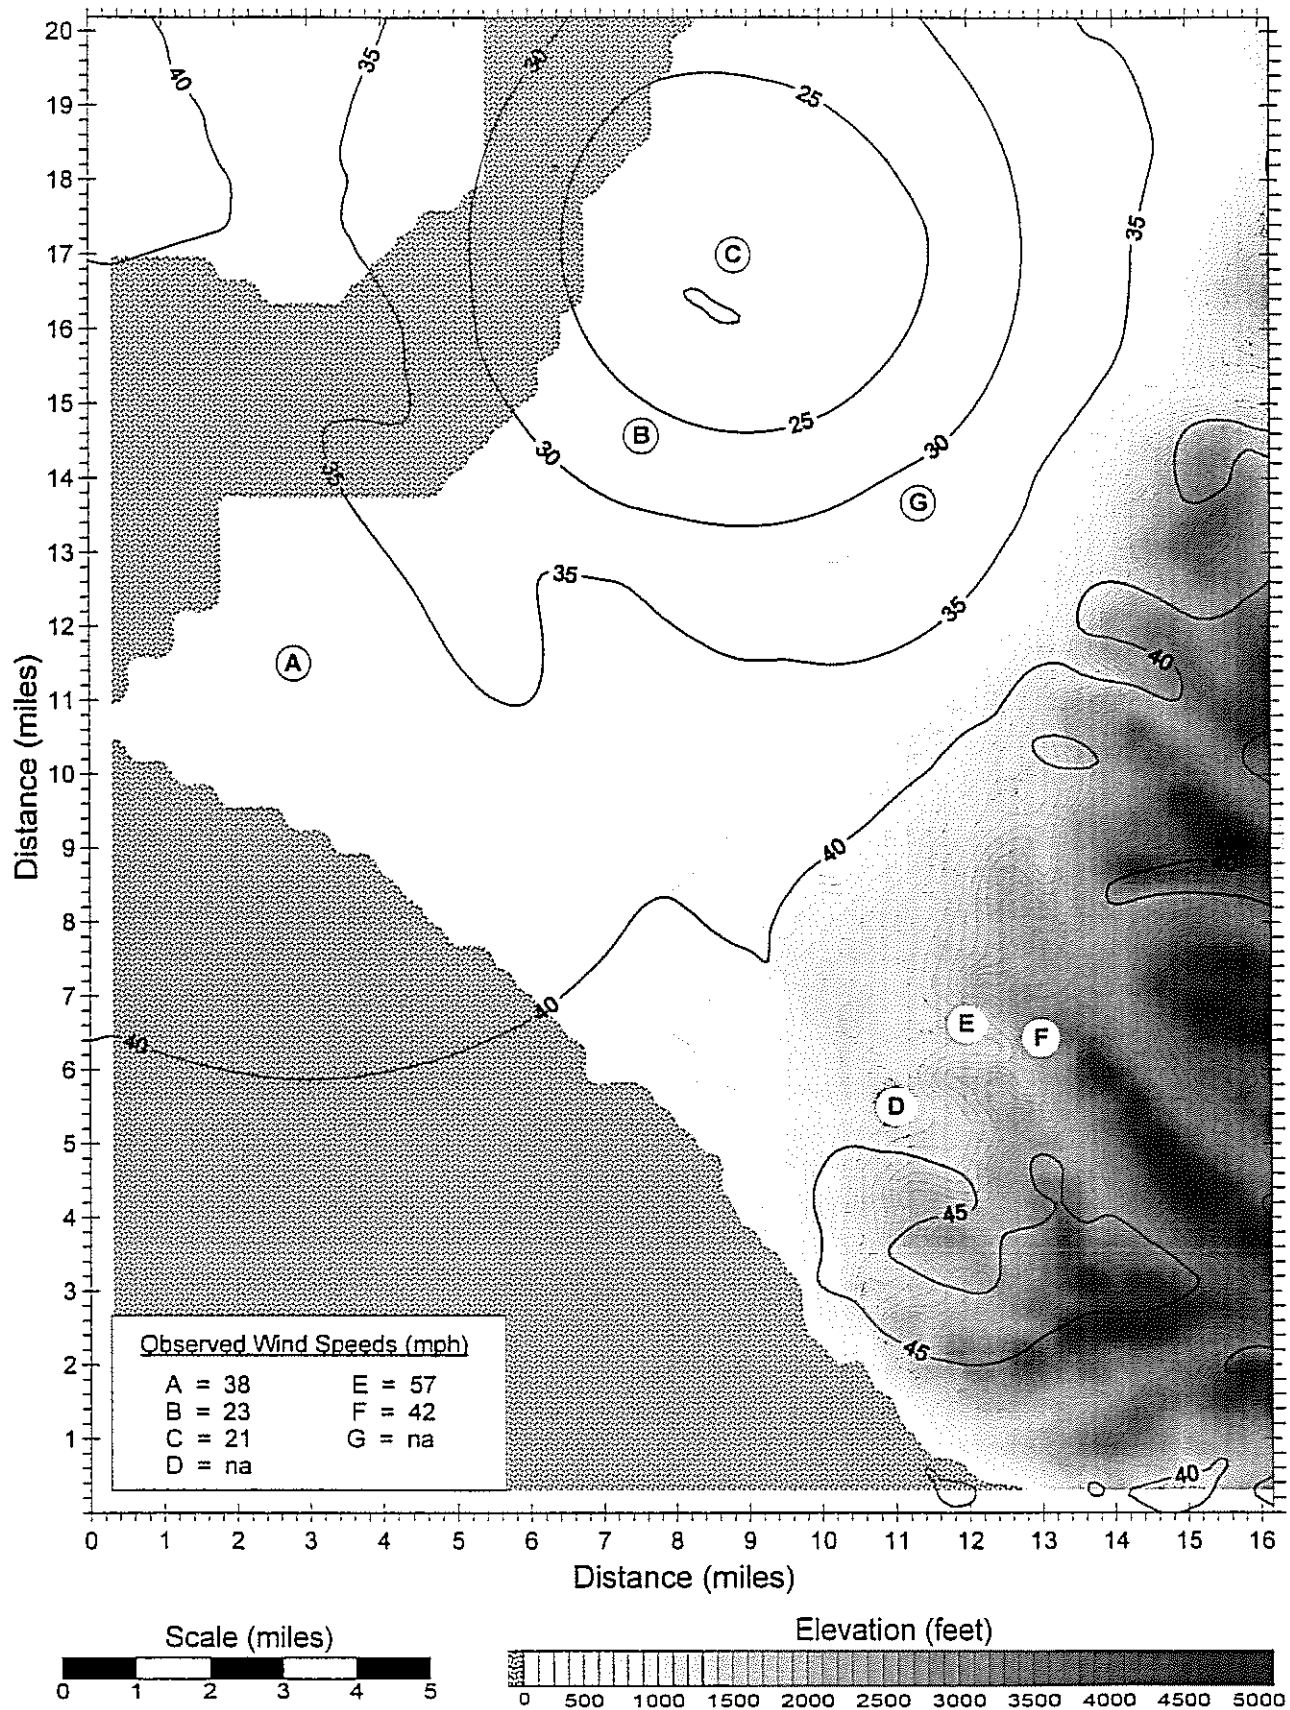 20
19
18
17
16
15
14
13
12
11
10
9
8
7
6
5
4
3
2
1
Distance (miles)
40
35
30
25
35
C
25
B
30
30
35
G
35
35
A
40
40
E
F
40
40
D
45
45
40
Observed Wind Speeds (mph)
A = 38 E = 57
B = 23 F = 42
C = 21 G = na
D = na
0 1 2 3 4 5 6 7 8 9 10 11 12 13 14 15 16
Distance (miles)
Scale (miles)
0 1 2 3 4 5
Elevation (feet)
0 500 1000 1500 2000 2500 3000 3500 4000 4500 5000